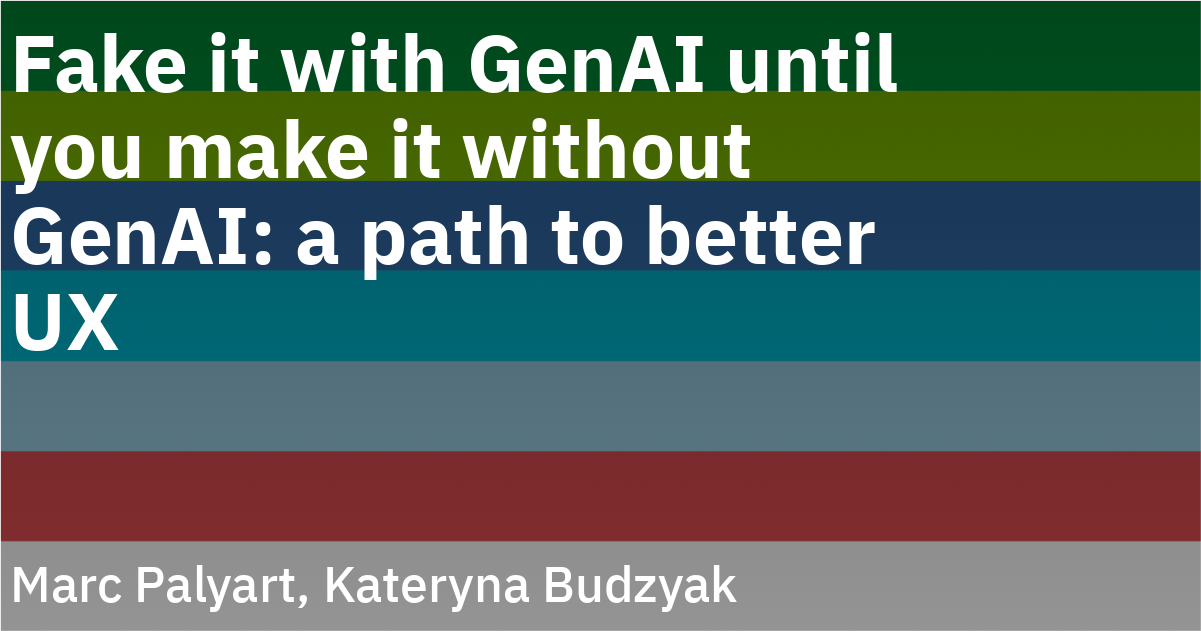 Fake it with GenAI until
you make it without
GenAI: a path to better
UX
Marc Palyart, Kateryna Budzyak